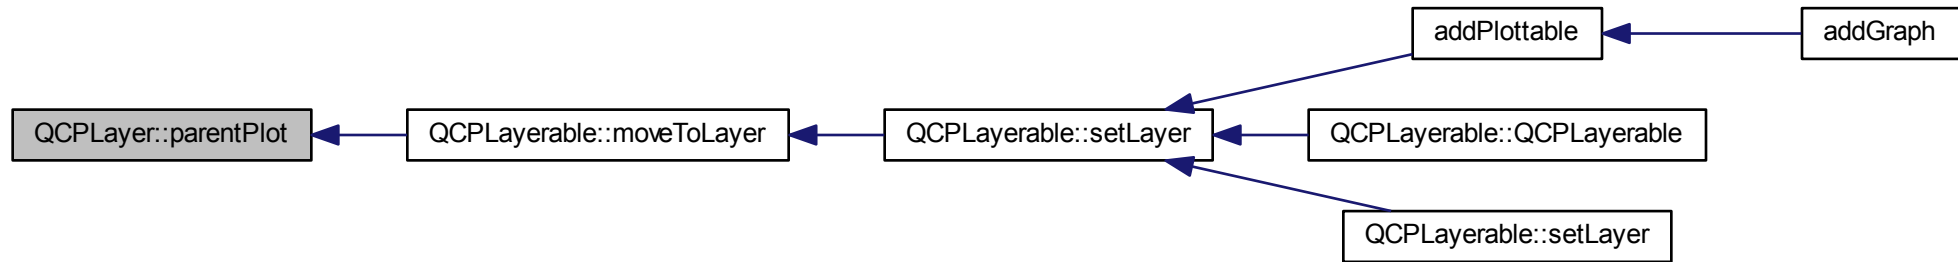 addPlottable
addGraph
QCPLayer::parentPlot
QCPLayerable::moveToLayer
QCPLayerable::setLayer
QCPLayerable::QCPLayerable
QCPLayerable::setLayer